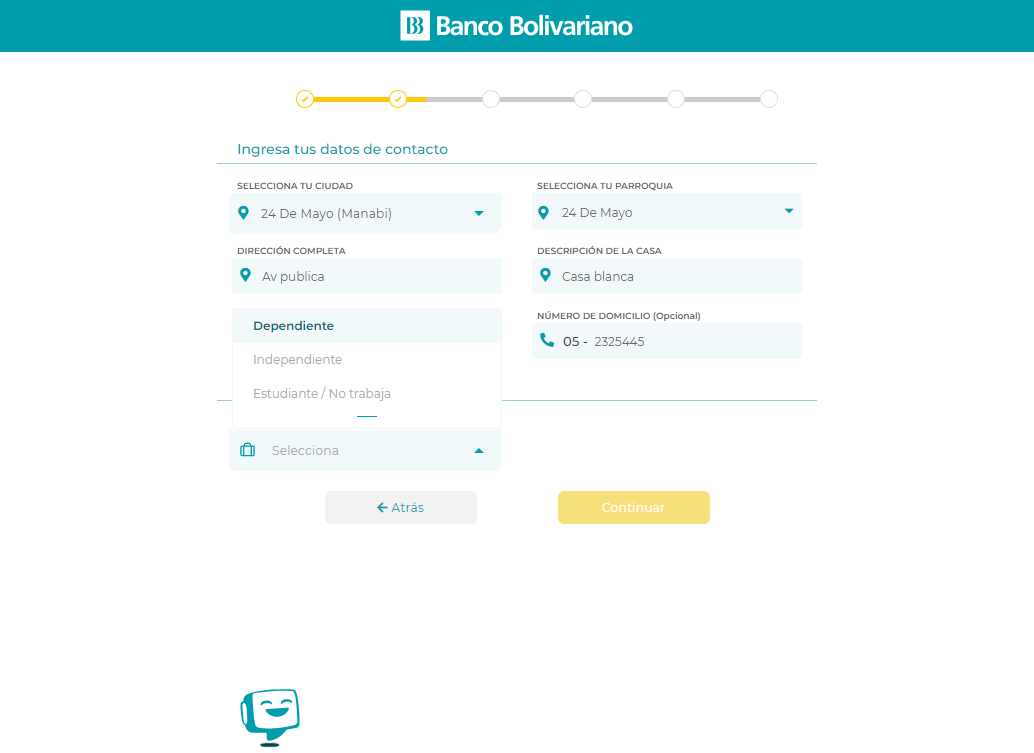 Banco Bolivariano
Ingresa tus datos de contacto
SELECCIONA TU CIUDAD
24 De Mayo (Manabi)
SELECCIONA TU PARROQUIA
24 De Mayo
DIRECCIÓN COMPLETA
Av publica
DESCRIPCIÓN DE LA CASA
Casa blanca
NÚMERO DE DOMICILIO (Opcional)
05 - 2325445
Dependiente
Independiente
Estudiante / No trabaja
Selecciona
Atrás
Continuar